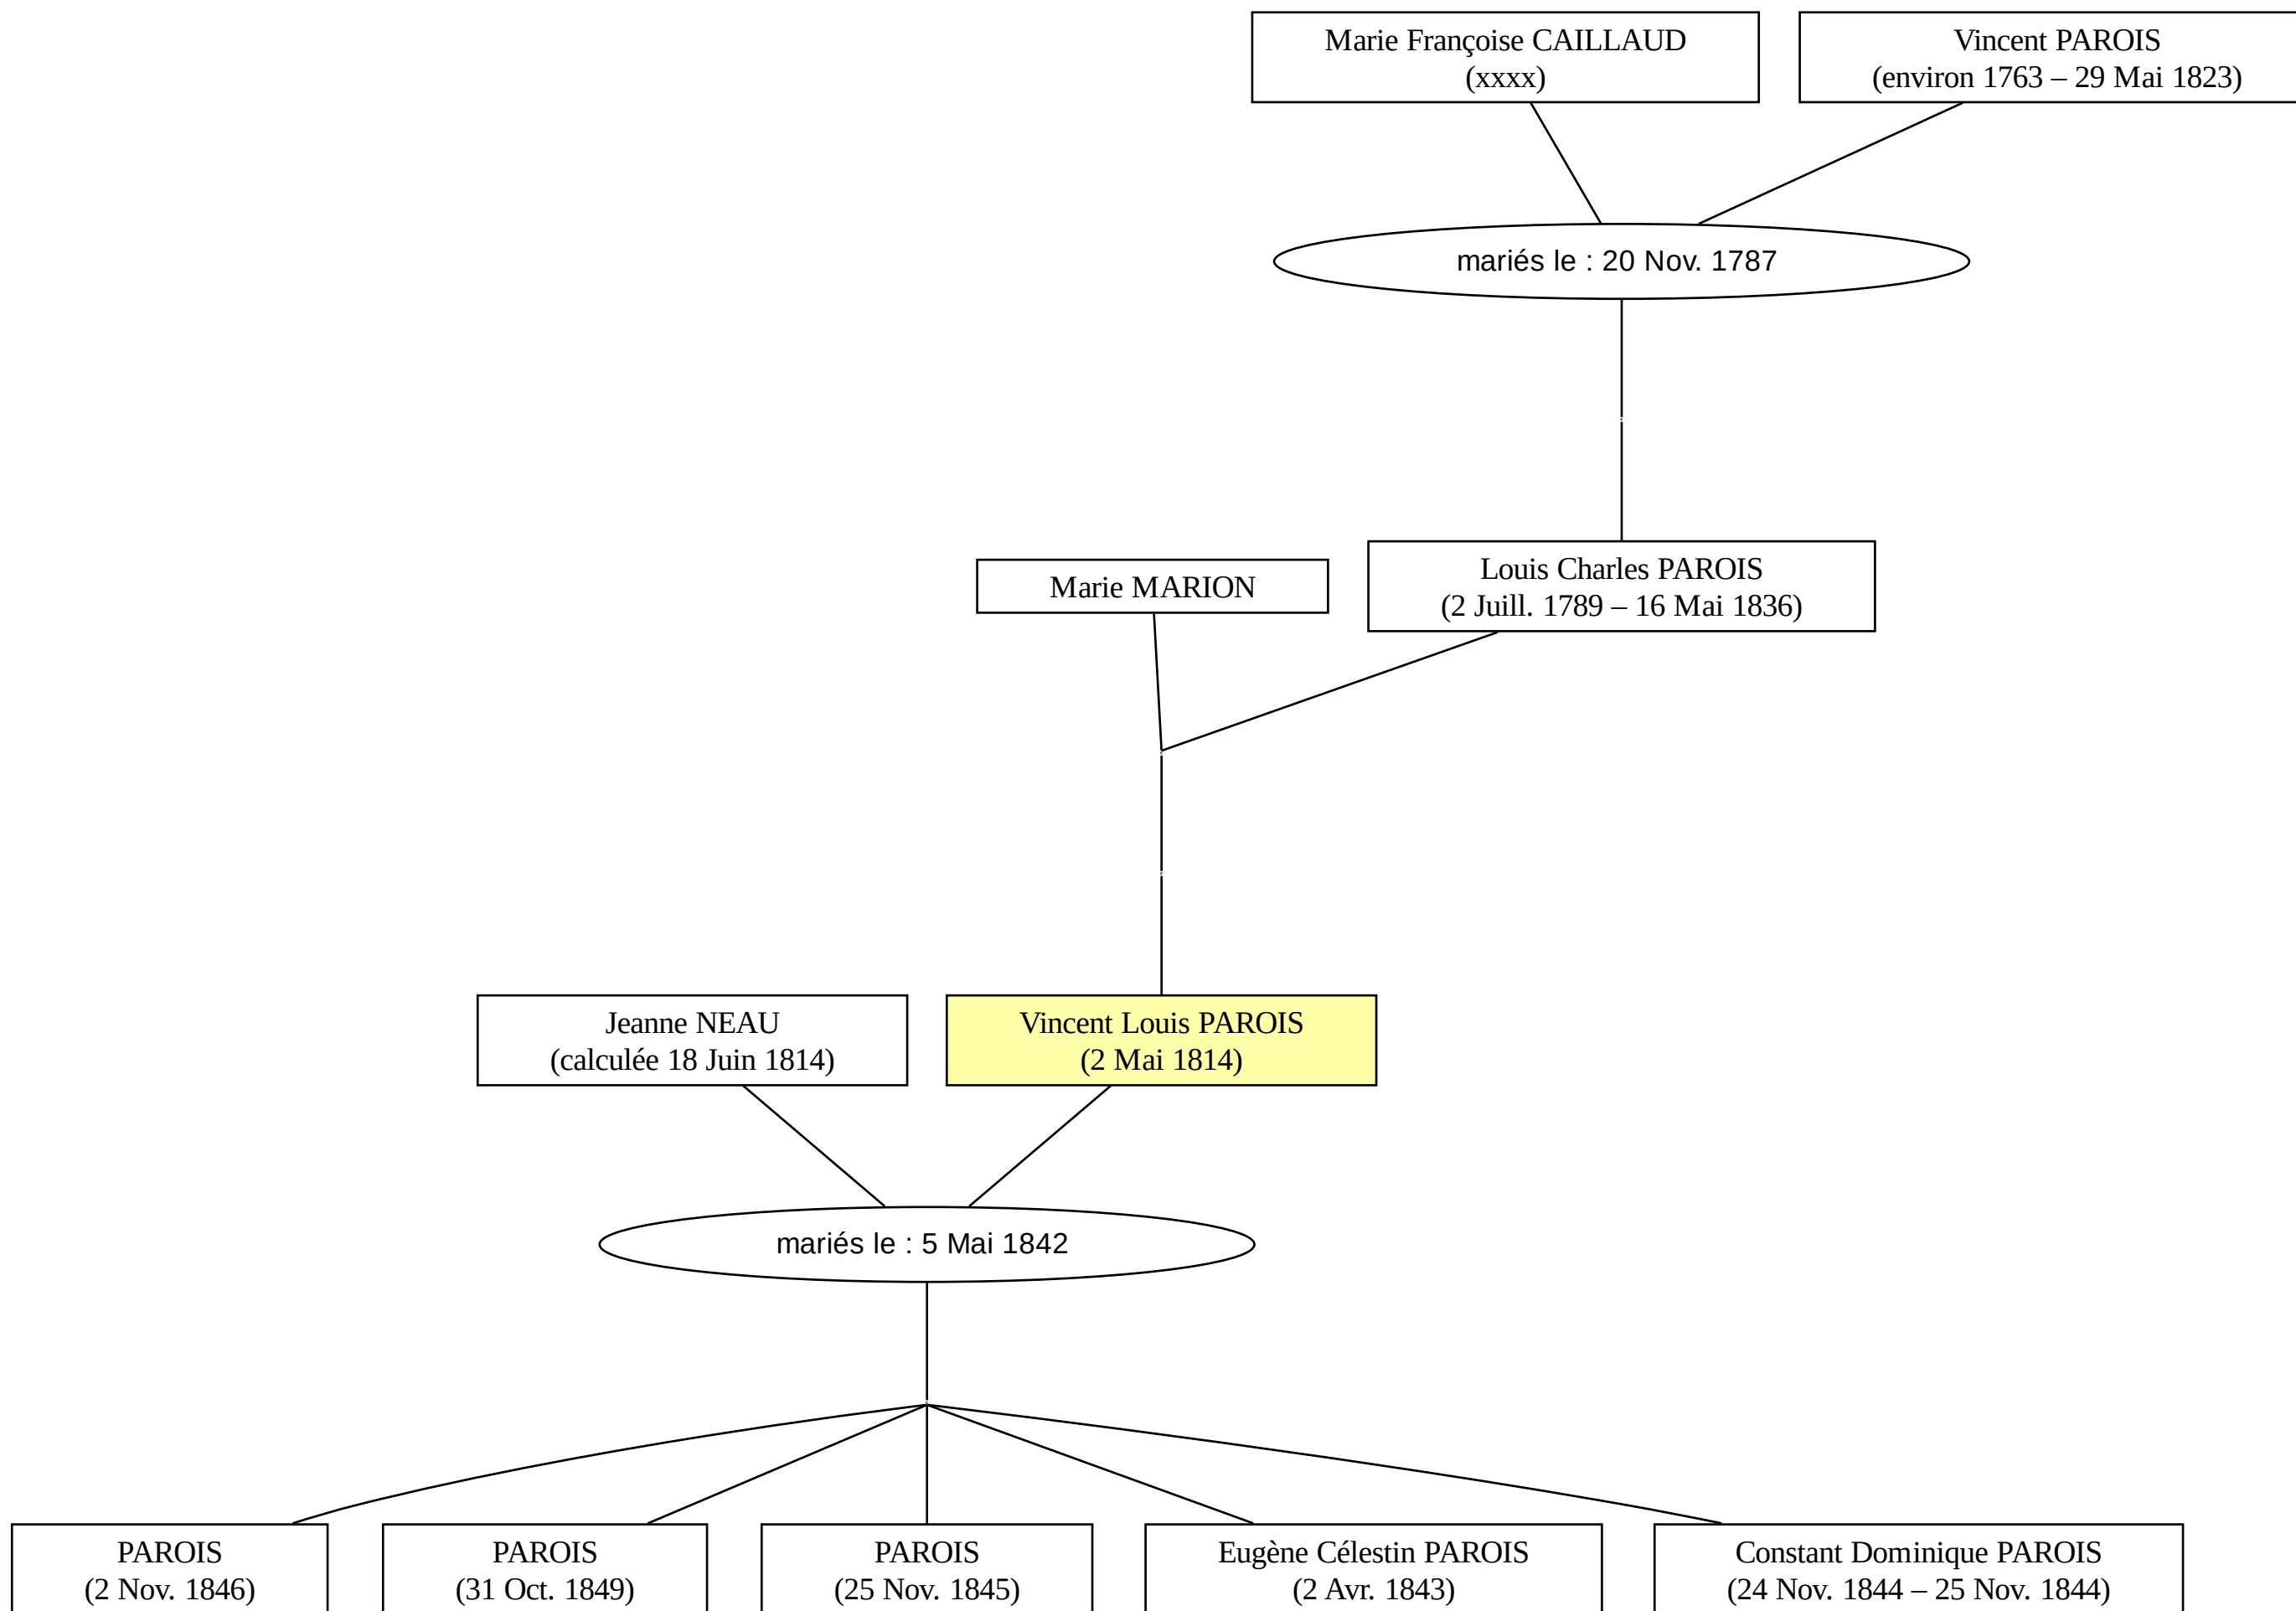 Marie Françoise CAILLAUD
(xxxx)
Vincent PAROIS
(environ 1763 – 29 Mai 1823)
mariés le : 20 Nov. 1787
Marie MARION
Louis Charles PAROIS
(2 Juill. 1789 – 16 Mai 1836)
Jeanne NEAU
(calculée 18 Juin 1814)
Vincent Louis PAROIS
(2 Mai 1814)
mariés le : 5 Mai 1842
PAROIS
(2 Nov. 1846)
PAROIS
(31 Oct. 1849)
PAROIS
(25 Nov. 1845)
Eugène Célestin PAROIS
(2 Avr. 1843)
Constant Dominique PAROIS
(24 Nov. 1844 – 25 Nov. 1844)